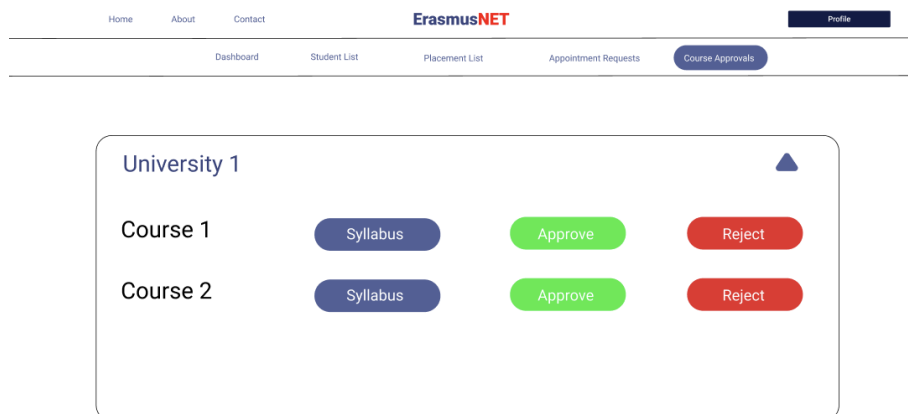 Home About Contact ErasmusNET Profile
Dashboard Student List Placement List Appointment Requests Course Approvals
University 1
Course 1 Syllabus Approve Reject
Course 2 Syllabus Approve Reject